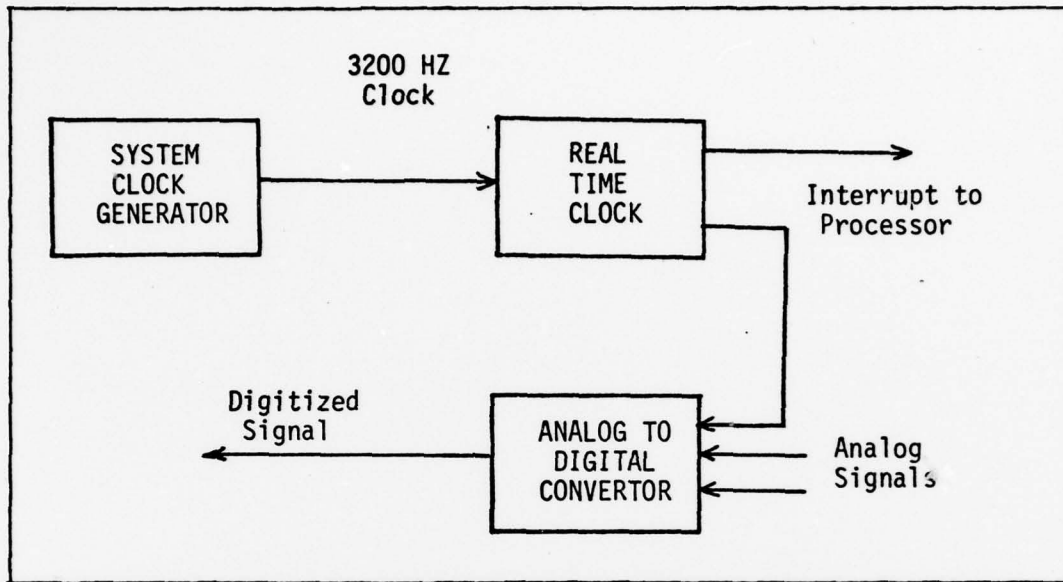 3200 HZ
Clock
SYSTEM
CLOCK
GENERATOR
REAL
TIME
CLOCK
Interrupt to
Processor
Digitized
Signal
ANALOG TO
DIGITAL
CONVERTOR
Analog
Signals